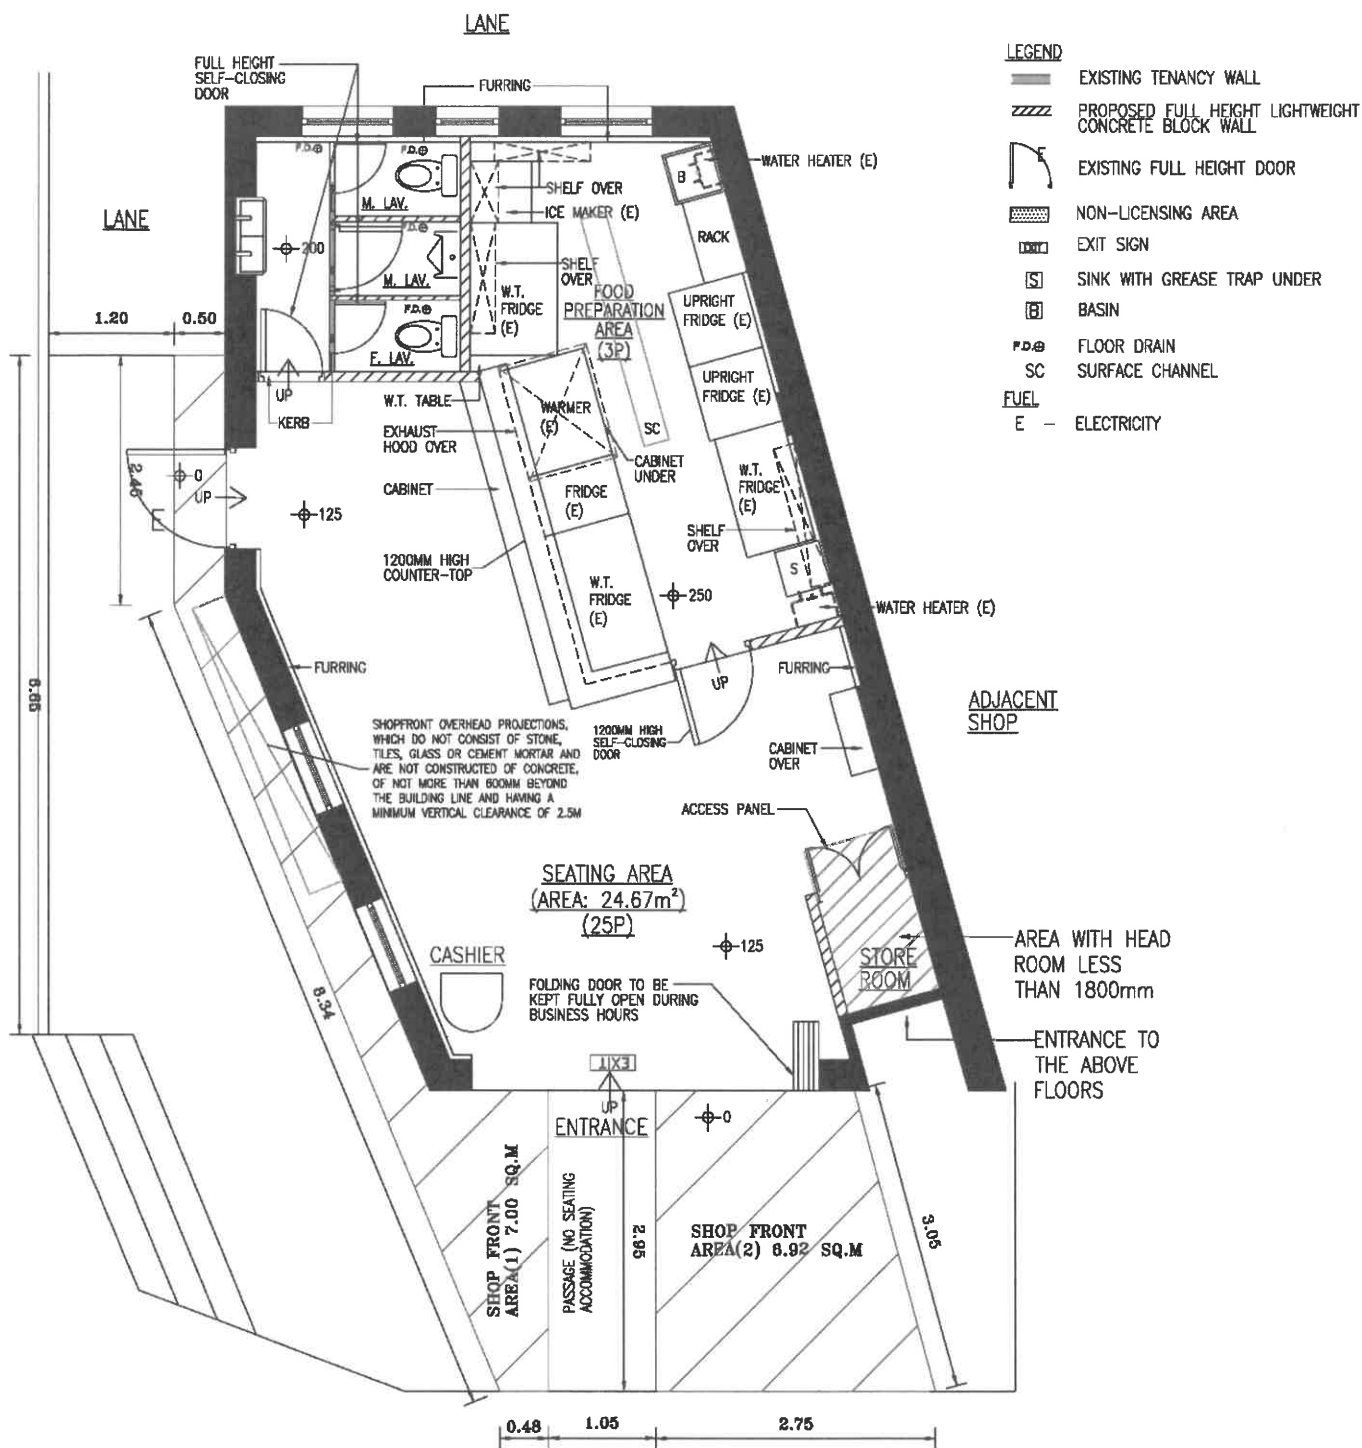 LANE
FULL HEIGHT
SELF-CLOSING
DOOR
FURRING
LEGEND
EXISTING TENANCY WALL
PROPOSED FULL HEIGHT LIGHTWEIGHT
CONCRETE BLOCK WALL
E
EXISTING FULL HEIGHT DOOR
NON-LICENSING AREA
EXIT
EXIT SIGN
S
SINK WITH GREASE TRAP UNDER
B
BASIN
F.D.
FLOOR DRAIN
SC
SURFACE CHANNEL
FUEL
E - ELECTRICITY
LANE
F.D.
F.D.
M. LAV.
200
F.D.
M. LAV.
F.D.
F. LAV.
SHELF OVER
ICE MAKER (E)
SHELF
OVER
W.T.
FRIDGE
(E)
FOOD
PREPARATION
AREA
(3P)
B
WATER HEATER (E)
RACK
UPRIGHT
FRIDGE (E)
UPRIGHT
FRIDGE (E)
1.20
0.50
UP
KERB
W.T. TABLE
EXHAUST
HOOD OVER
WARMER
(E)
SC
CABINET
UNDER
CABINET
FRIDGE
(E)
W.T.
FRIDGE
(E)
SHELF
OVER
S
2.46
0
UP
E
125
1200MM HIGH
COUNTER-TOP
W.T.
FRIDGE
(E)
250
WATER HEATER (E)
6.65
FURRING
UP
FURRING
ADJACENT
SHOP
SHOPFRONT OVERHEAD PROJECTIONS,
WHICH DO NOT CONSIST OF STONE,
TILES, GLASS OR CEMENT MORTAR AND
ARE NOT CONSTRUCTED OF CONCRETE,
OF NOT MORE THAN 600MM BEYOND
THE BUILDING LINE AND HAVING A
MINIMUM VERTICAL CLEARANCE OF 2.5M
1200MM HIGH
SELF-CLOSING
DOOR
CABINET
OVER
ACCESS PANEL
SEATING AREA
(AREA: 24.67m²)
(25P)
125
CASHIER
STORE
ROOM
AREA WITH HEAD
ROOM LESS
THAN 1800mm
8.34
FOLDING DOOR TO BE
KEPT FULLY OPEN DURING
BUSINESS HOURS
ENTRANCE TO
THE ABOVE
FLOORS
EXIT
UP
ENTRANCE
0
SHOP FRONT
AREA(1) 7.00 SQ.M
PASSAGE (NO SEATING
ACCOMMODATION)
2.95
SHOP FRONT
AREA(2) 6.92 SQ.M
3.05
0.48
1.05
2.75